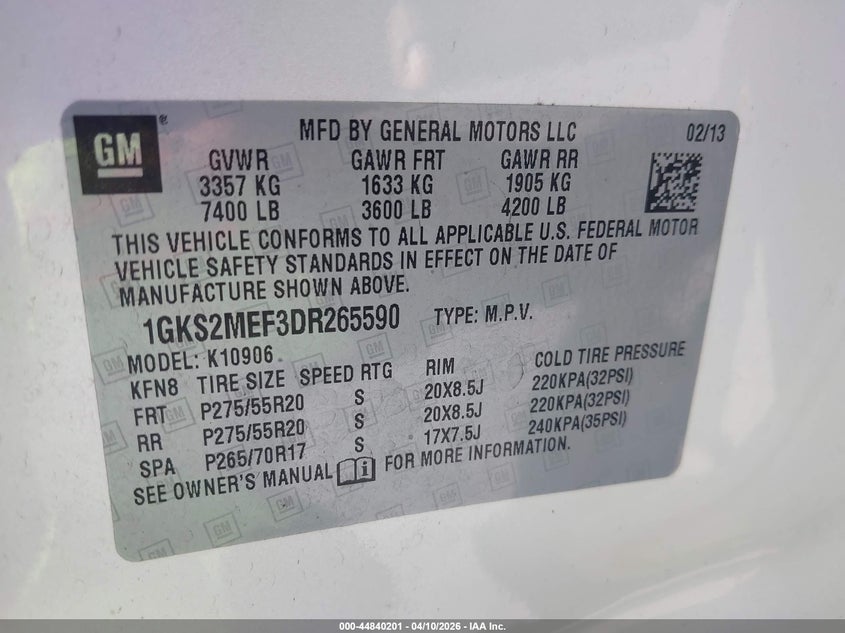 GM ® MFD BY GENERAL MOTORS LLC 02/13
GVWR GAWR FRT GAWR RR
3357 KG 1633 KG 1905 KG
7400 LB 3600 LB 4200 LB
THIS VEHICLE CONFORMS TO ALL APPLICABLE U.S. FEDERAL MOTOR
VEHICLE SAFETY STANDARDS IN EFFECT ON THE DATE OF
MANUFACTURE SHOWN ABOVE.
1GKS2MEF3DR265590 TYPE: M.P.V.
MODEL: K10906
KFN8 TIRE SIZE SPEED RTG RIM COLD TIRE PRESSURE
FRT P275/55R20 S 20X8.5J 220KPA(32PSI)
RR P275/55R20 S 20X8.5J 220KPA(32PSI)
SPA P265/70R17 S 17X7.5J 240KPA(35PSI)
SEE OWNER'S MANUAL i FOR MORE INFORMATION.
000-44840201 - 04/10/2026 - IAA Inc.